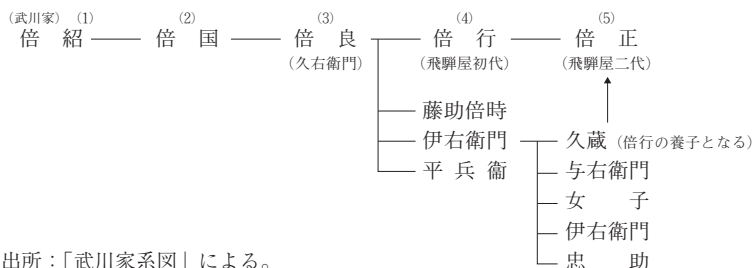 (武川家) (1) (2) (3) (4) (5)
倍紹 倍国 倍良 倍行 倍正
(久右衛門) (飛騨屋初代) (飛騨屋二代)
藤助倍時
伊右衛門 久蔵 (倍行の養子となる)
平兵衞 与右衛門
女子
伊右衛門
出所:「武川家系図」による。 忠助